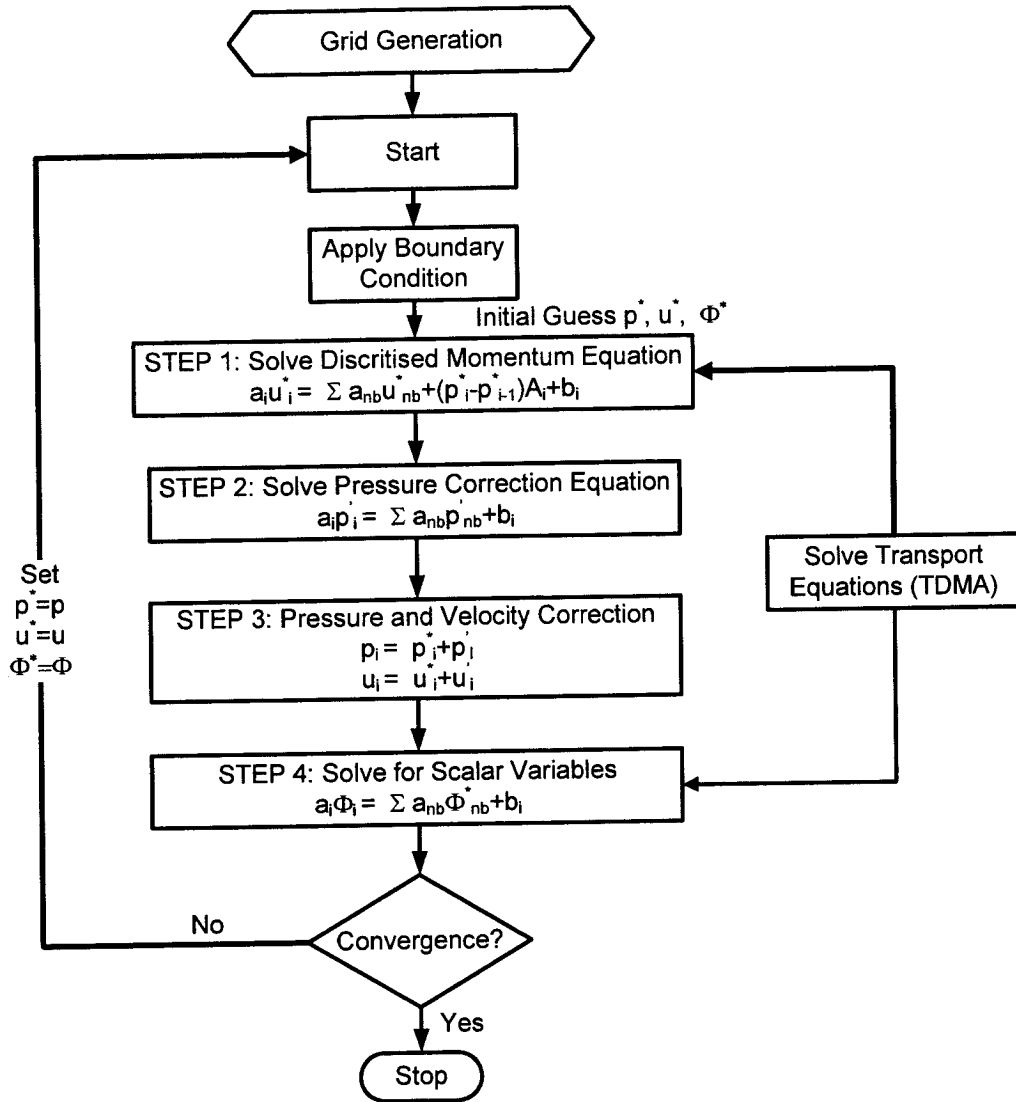 Grid Generation
Start
Apply Boundary
Condition
Initial Guess p*, u*, Φ*
STEP 1: Solve Discritised Momentum Equation
aᵢu*ᵢ = Σ aₙbu*ₙb+(p*ᵢ-p*ᵢ₋₁)Aᵢ+bᵢ
STEP 2: Solve Pressure Correction Equation
aᵢp'ᵢ = Σ aₙbp'ₙb+bᵢ
Solve Transport
Equations (TDMA)
Set
p*=p
u*=u
Φ*=Φ
STEP 3: Pressure and Velocity Correction
pᵢ = p*ᵢ+p'ₗ
uᵢ = u*ᵢ+u'ᵢ
STEP 4: Solve for Scalar Variables
aᵢΦᵢ = Σ aₙbΦ*ₙb+bᵢ
No
Convergence?
Yes
Stop